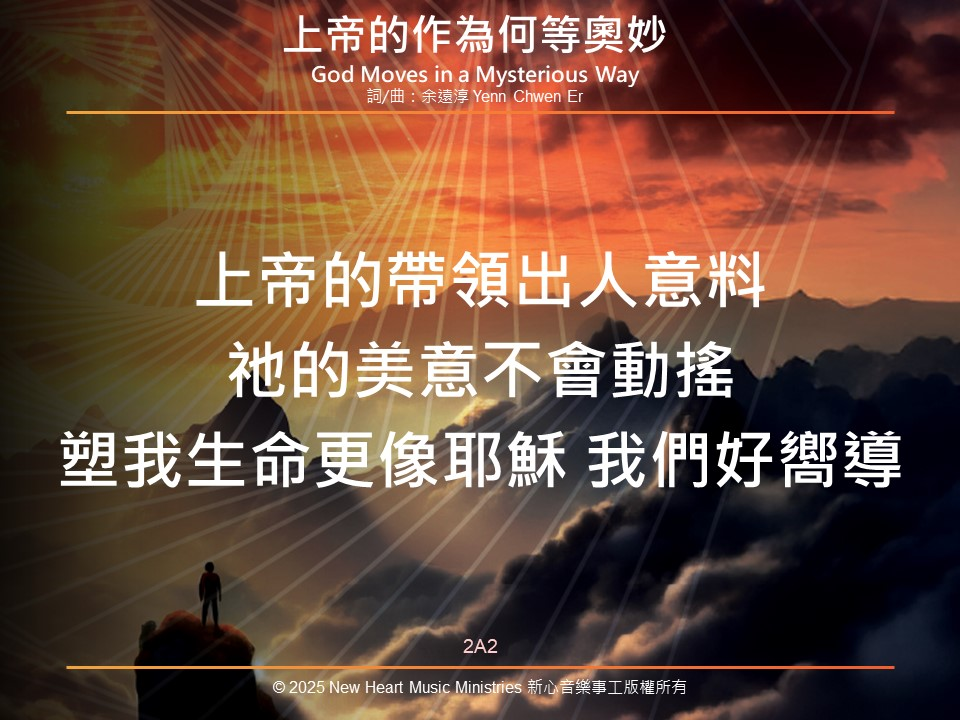 上帝的作為何等奧妙
God Moves in a Mysterious Way
詞/曲：余遠淳 Yenn Chwen Er
上帝的帶領出人意料
祂的美意不會動搖
塑我生命更像耶穌 我們好嚮導
2A2
© 2025 New Heart Music Ministries 新心音樂事工版權所有